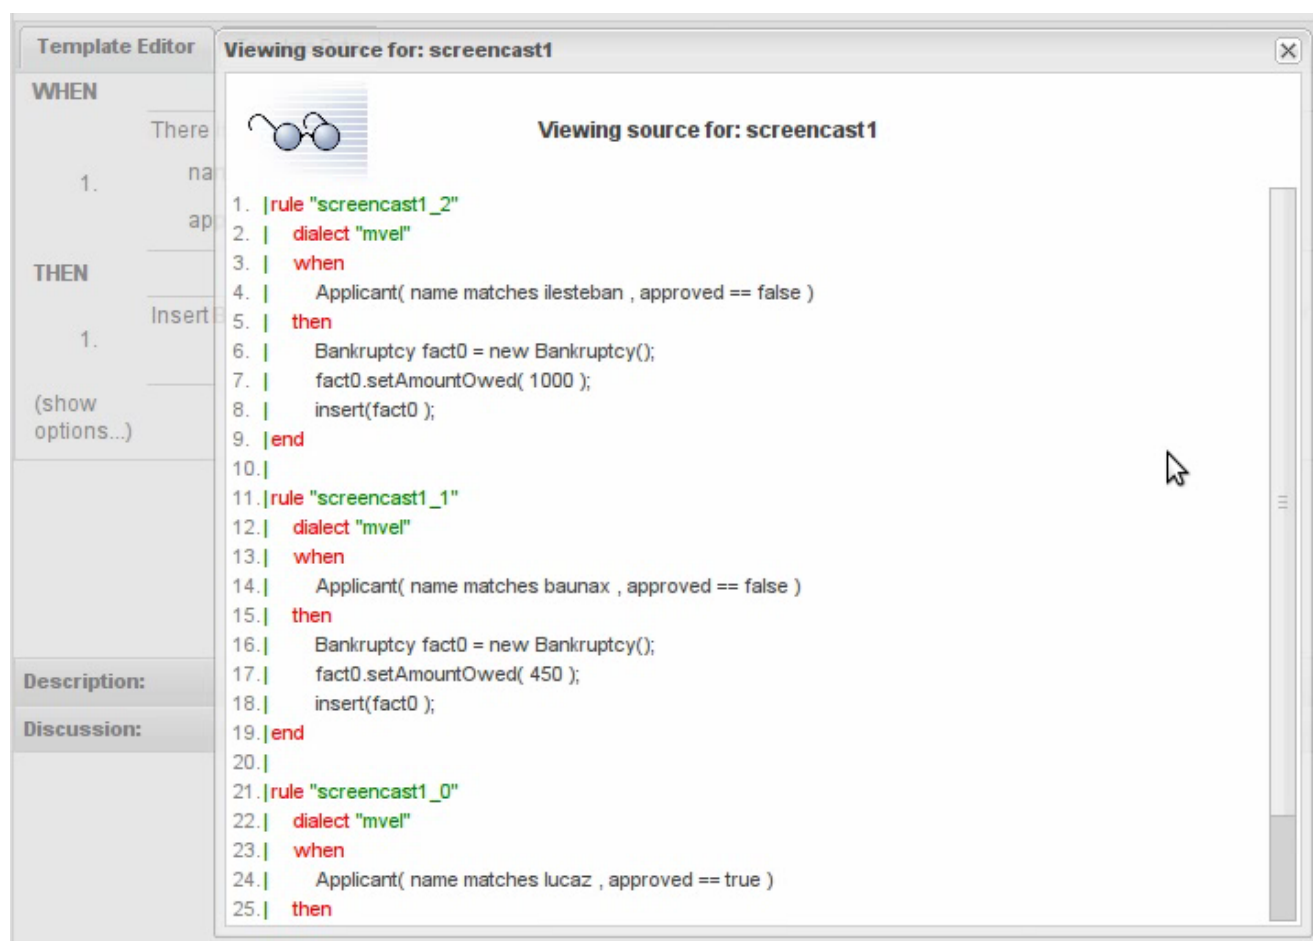 Template Editor
Viewing source for: screencast1
WHEN
There
1.
app
THEN
Insert
1.
(show
options...)
Description:
Discussion:
Viewing source for: screencast1
1. |rule "screencast1_2"
2. | dialect "mvel"
3. | when
4. | Applicant( name matches ilesteban , approved == false )
5. | then
6. | Bankruptcy fact0 = new Bankruptcy();
7. | fact0.setAmountOwed( 1000 );
8. | insert(fact0 );
9. |end
10.|
11.|rule "screencast1_1"
12.| dialect "mvel"
13.| when
14.| Applicant( name matches baunax , approved == false )
15.| then
16.| Bankruptcy fact0 = new Bankruptcy();
17.| fact0.setAmountOwed( 450 );
18.| insert(fact0 );
19.|end
20.|
21.|rule "screencast1_0"
22.| dialect "mvel"
23.| when
24.| Applicant( name matches lucaz , approved == true )
25.| then